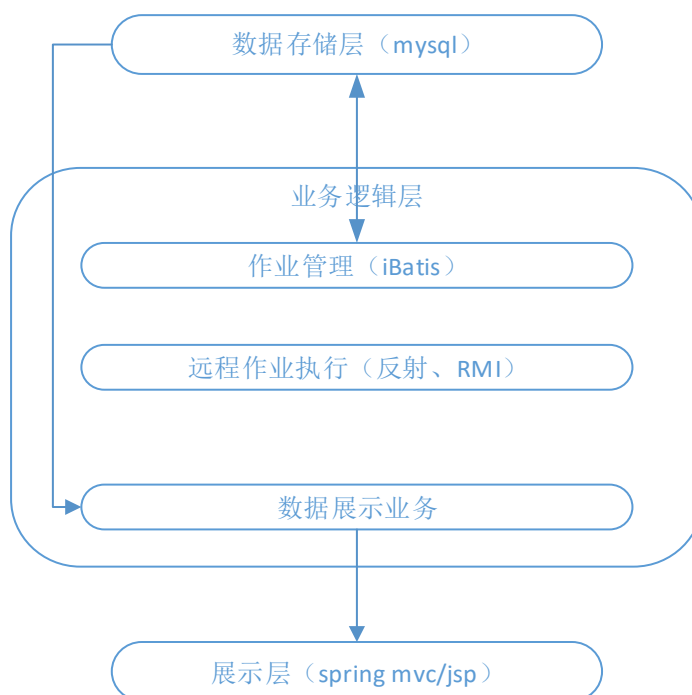 数据存储层（mysql）
业务逻辑层
作业管理（iBatis）
远程作业执行（反射、RMI）
数据展示业务
展示层（spring mvc/jsp）